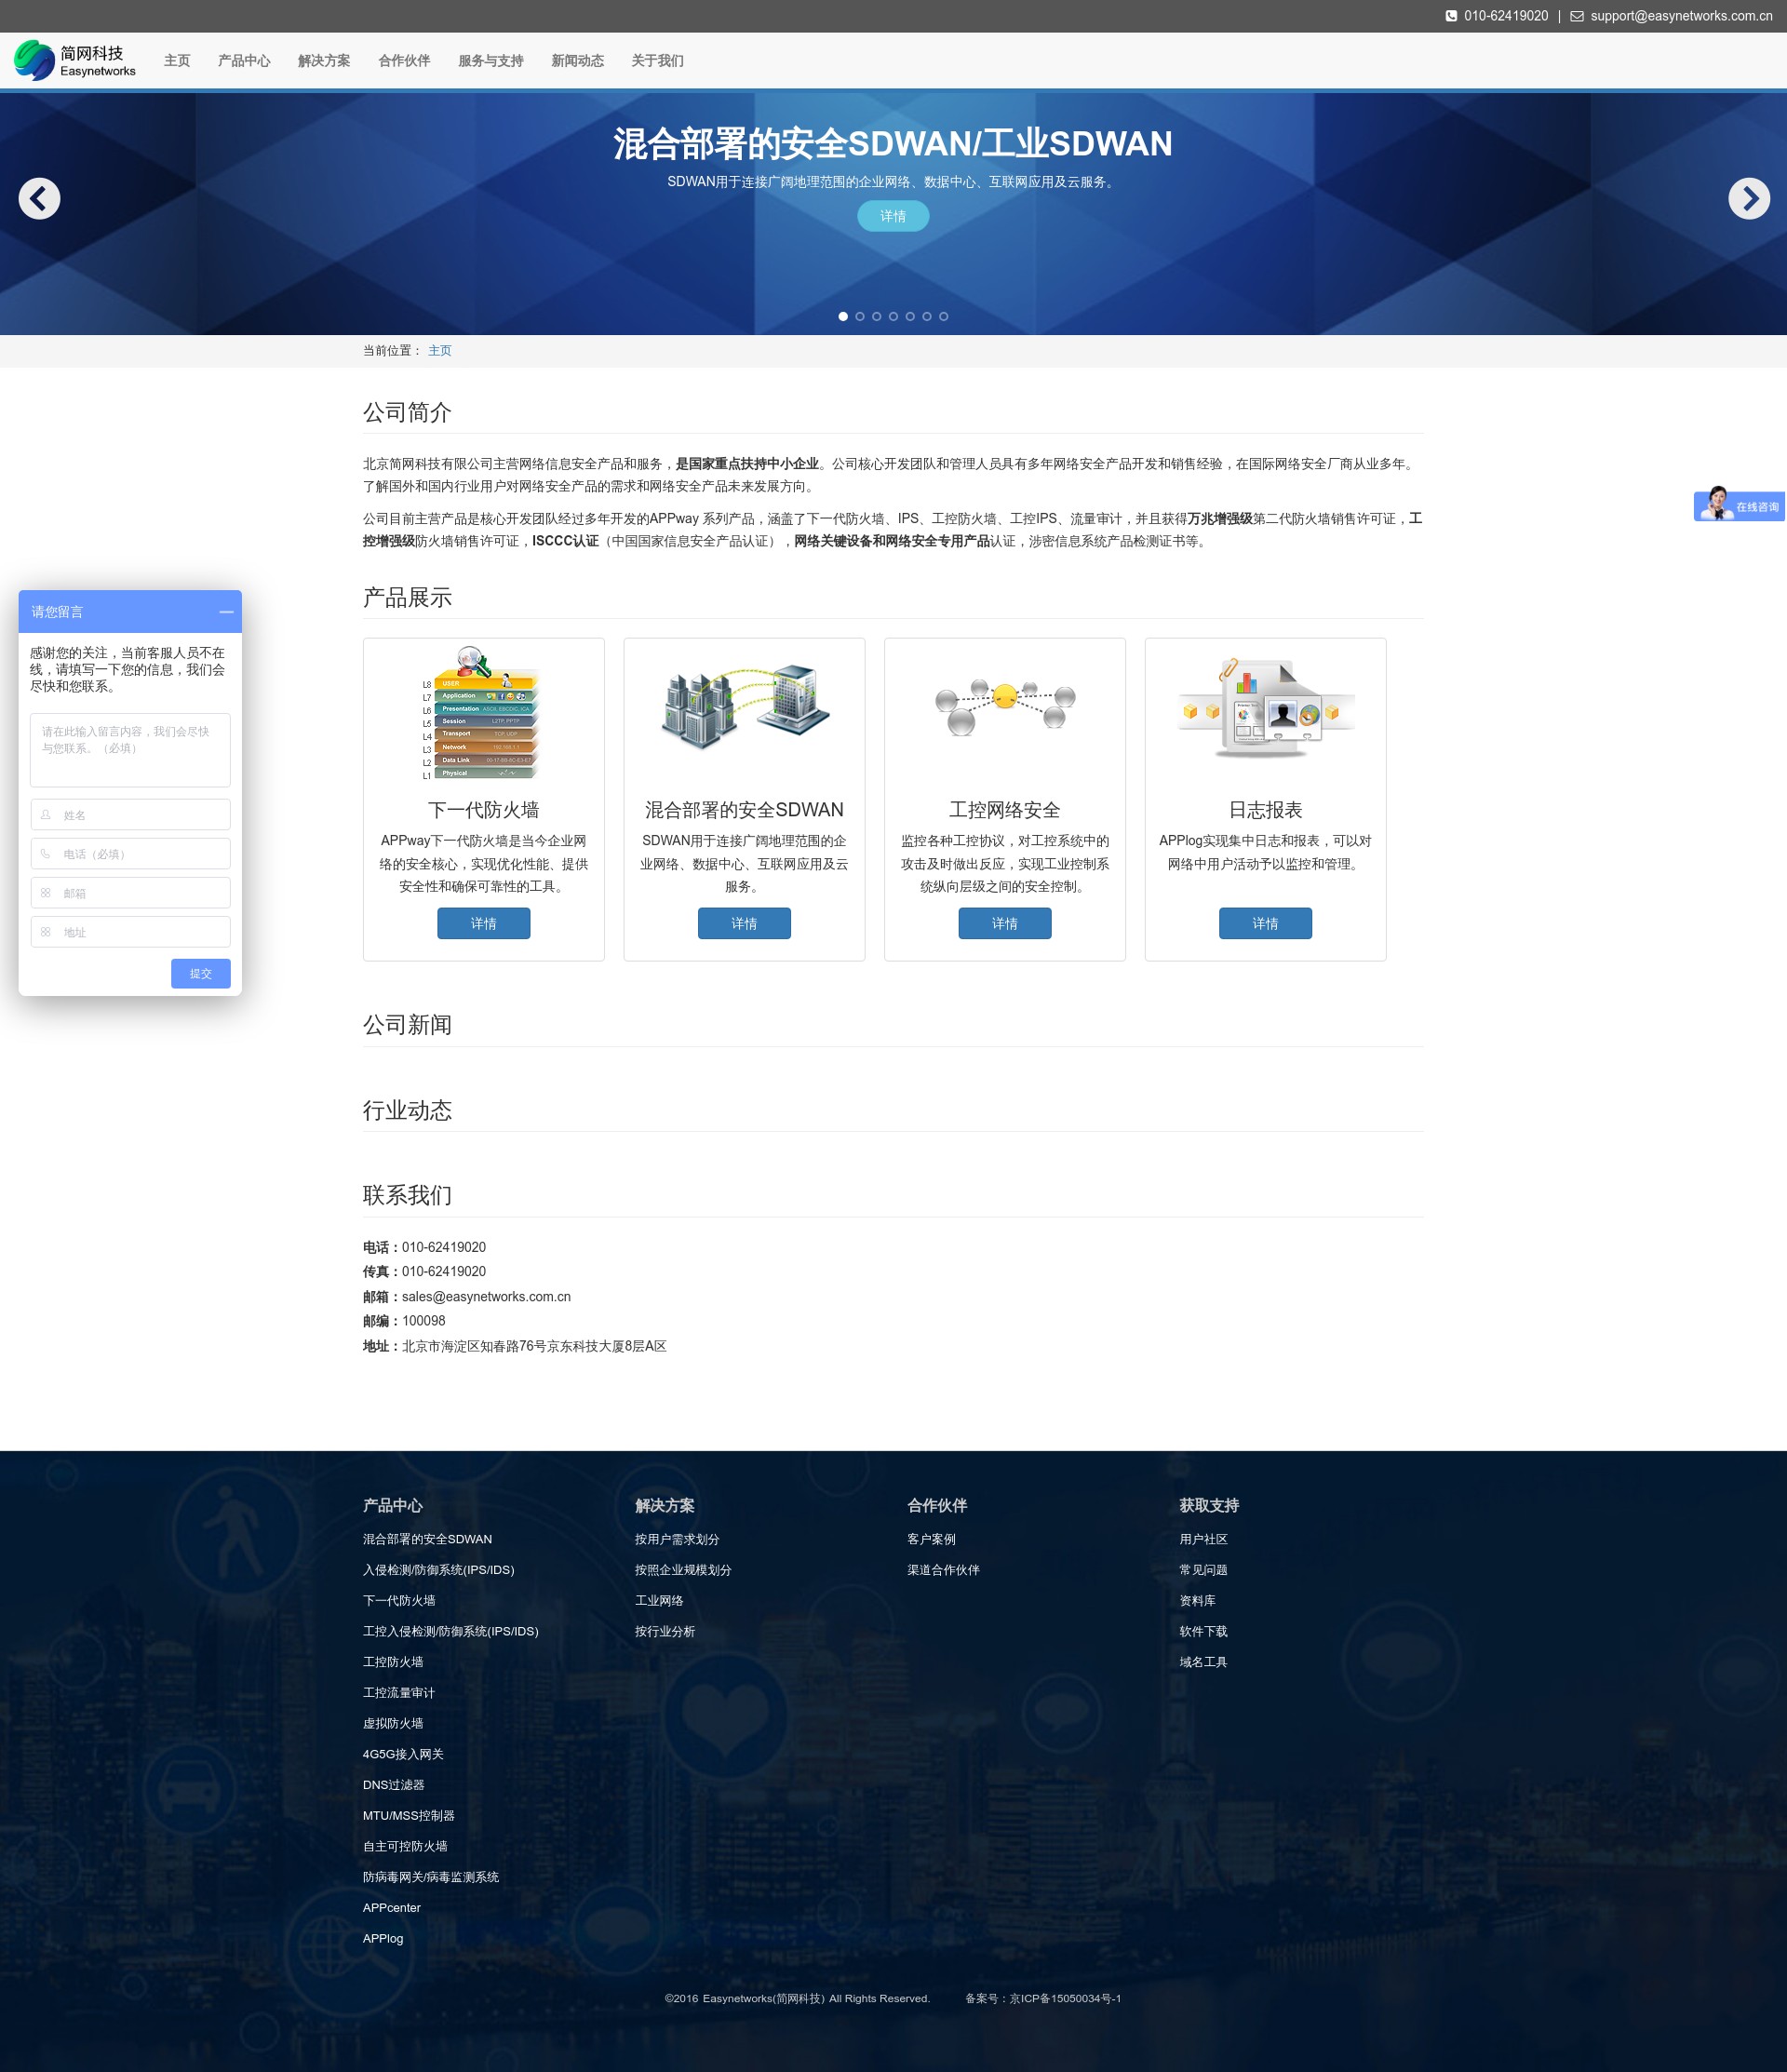 010-62419020 | support@easynetworks.com.cn
简网科技
Easynetworks
主页 产品中心 解决方案 合作伙伴 服务与支持 新闻动态 关于我们
混合部署的安全SDWAN/工业SDWAN
SDWAN用于连接广阔地理范围的企业网络、数据中心、互联网应用及云服务。
详情
当前位置： 主页
公司简介
北京简网科技有限公司主营网络信息安全产品和服务，是国家重点扶持中小企业。公司核心开发团队和管理人员具有多年网络安全产品开发和销售经验，在国际网络安全厂商从业多年。
了解国外和国内行业用户对网络安全产品的需求和网络安全产品未来发展方向。
公司目前主营产品是核心开发团队经过多年开发的APPway 系列产品，涵盖了下一代防火墙、IPS、工控防火墙、工控IPS、流量审计，并且获得万兆增强级第二代防火墙销售许可证，工
控增强级防火墙销售许可证，ISCCC认证（中国国家信息安全产品认证），网络关键设备和网络安全专用产品认证，涉密信息系统产品检测证书等。
在线咨询
请您留言
感谢您的关注，当前客服人员不在
线，请填写一下您的信息，我们会
尽快和您联系。
请在此输入留言内容，我们会尽快
与您联系。（必填）
姓名
电话（必填）
邮箱
地址
提交
产品展示
L8 USER
L7 Application
L6 Presentation ASCII, EBCDIC, ICA
L5 Session L2TP, PPTP
L4 Transport TCP, UDP
L3 Network 192.168.1.1
L2 Data Link
L1 Physical
下一代防火墙
APPway下一代防火墙是当今企业网
络的安全核心，实现优化性能、提供
安全性和确保可靠性的工具。
详情
混合部署的安全SDWAN
SDWAN用于连接广阔地理范围的企
业网络、数据中心、互联网应用及云
服务。
详情
工控网络安全
监控各种工控协议，对工控系统中的
攻击及时做出反应，实现工业控制系
统纵向层级之间的安全控制。
详情
日志报表
APPlog实现集中日志和报表，可以对
网络中用户活动予以监控和管理。
详情
公司新闻
行业动态
联系我们
电话：010-62419020
传真：010-62419020
邮箱：sales@easynetworks.com.cn
邮编：100098
地址：北京市海淀区知春路76号京东科技大厦8层A区
产品中心
混合部署的安全SDWAN
入侵检测/防御系统(IPS/IDS)
下一代防火墙
工控入侵检测/防御系统(IPS/IDS)
工控防火墙
工控流量审计
虚拟防火墙
4G5G接入网关
DNS过滤器
MTU/MSS控制器
自主可控防火墙
防病毒网关/病毒监测系统
APPcenter
APPlog
解决方案
按用户需求划分
按照企业规模划分
工业网络
按行业分析
合作伙伴
客户案例
渠道合作伙伴
获取支持
用户社区
常见问题
资料库
软件下载
域名工具
©2016 Easynetworks(简网科技) All Rights Reserved. 备案号：京ICP备15050034号-1